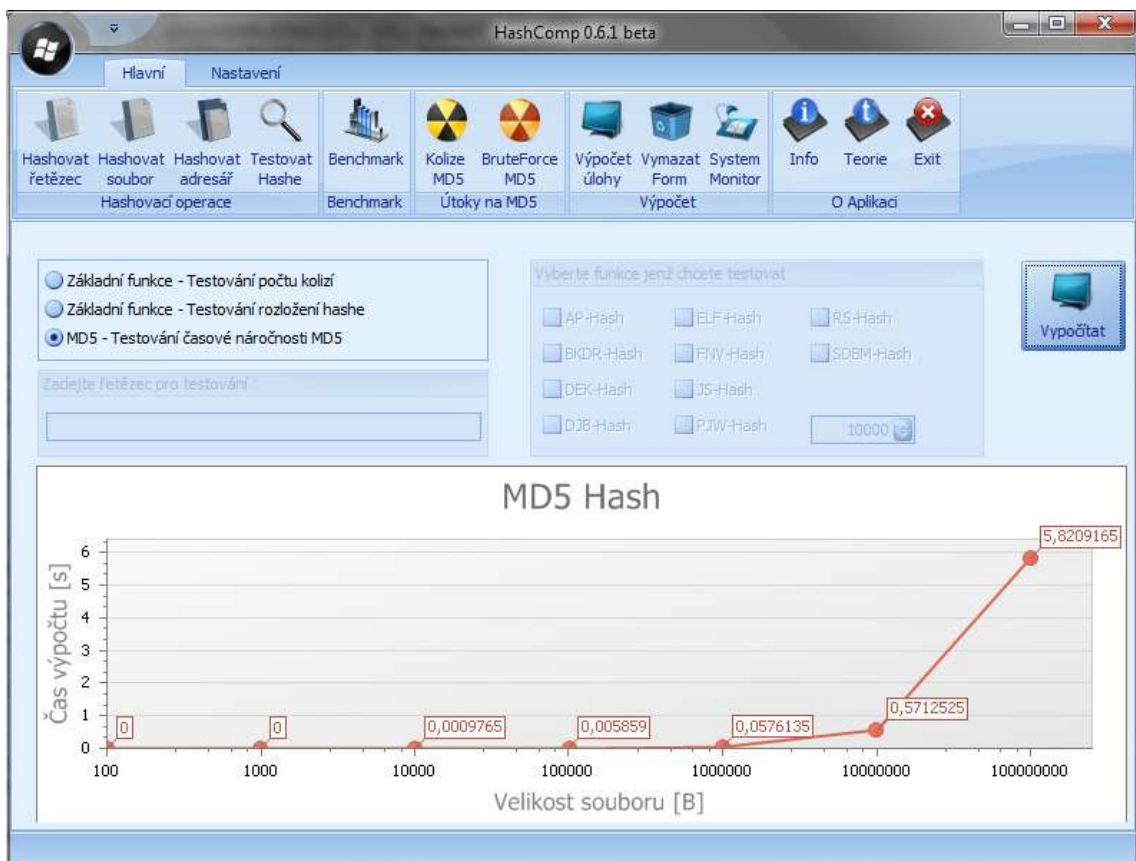 HashComp 0.6.1 beta
Hlavní Nastavení
Hashovat řetězec
Hashovat soubor
Hashovat adresář
Testovat Hashe
Benchmark
Kolize MD5
BruteForce MD5
Výpočet úlohy
Vymazat Form
System Monitor
Info
Teorie
Exit
Hashovací operace
Benchmark
Útoky na MD5
Výpočet
O Aplikaci
Základní funkce - Testování počtu kolizí
Základní funkce - Testování rozložení hashe
MD5 - Testování časové náročnosti MD5
Zadejte řetězec pro testování
Vyberte funkce jenž chcete testovat
AP-Hash ELF-Hash RS-Hash
BKDR-Hash FNV-Hash SDBM-Hash
DEK-Hash JS-Hash
DJB-Hash PJW-Hash 10000
Vypočítat
MD5 Hash
Čas výpočtu [s]
6
5
4
3
2
1
0
0
0
0,0009765
0,005859
0,0576135
0,5712525
5,8209165
100 1000 10000 100000 1000000 10000000 100000000
Velikost souboru [B]